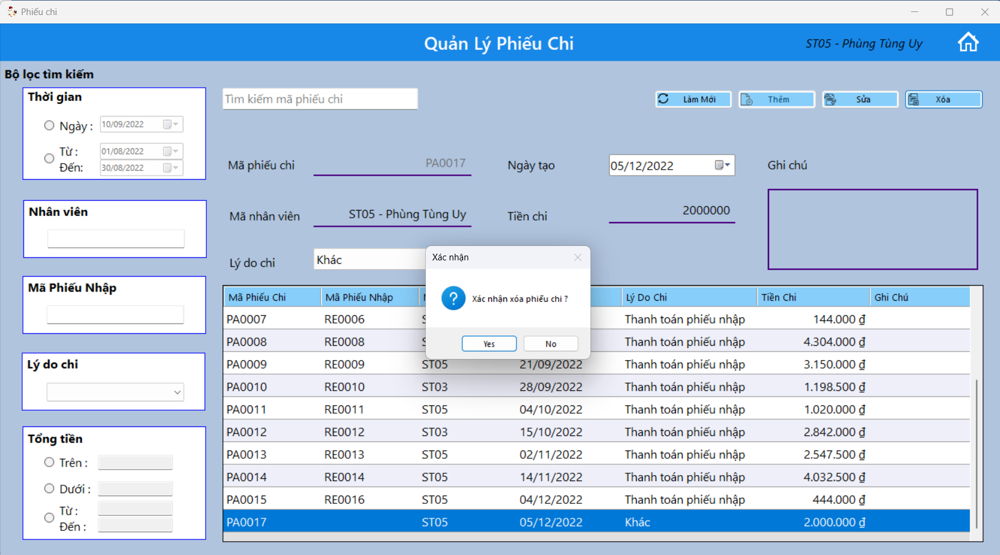 Phiếu chi
Quản Lý Phiếu Chi
ST05 - Phùng Tùng Uy
Bộ lọc tìm kiếm
Thời gian
Ngày :
10/09/2022
Từ :
01/08/2022
Đến:
30/08/2022
Nhân viên
Mã Phiếu Nhập
Lý do chi
Tổng tiền
Trên :
Dưới :
Từ :
Đến :
Tìm kiếm mã phiếu chi
Làm Mới
Thêm
Sửa
Xóa
Mã phiếu chi
PA0017
Ngày tạo
05/12/2022
Ghi chú
Mã nhân viên
ST05 - Phùng Tùng Uy
Tiền chi
2000000
Lý do chi
Khác
Xác nhận
Xác nhận xóa phiếu chi ?
Yes
No
Mã Phiếu Chi Mã Phiếu Nhập Lý Do Chi Tiền Chi Ghi Chú
PA0007 RE0006 Thanh toán phiếu nhập 144.000 ₫
PA0008 RE0008 Thanh toán phiếu nhập 4.304.000 ₫
PA0009 RE0009 ST05 21/09/2022 Thanh toán phiếu nhập 3.150.000 ₫
PA0010 RE0010 ST03 28/09/2022 Thanh toán phiếu nhập 1.198.500 ₫
PA0011 RE0011 ST05 04/10/2022 Thanh toán phiếu nhập 1.020.000 ₫
PA0012 RE0012 ST03 15/10/2022 Thanh toán phiếu nhập 2.842.000 ₫
PA0013 RE0013 ST05 02/11/2022 Thanh toán phiếu nhập 2.547.500 ₫
PA0014 RE0014 ST05 14/11/2022 Thanh toán phiếu nhập 4.032.500 ₫
PA0015 RE0016 ST05 04/12/2022 Thanh toán phiếu nhập 444.000 ₫
PA0017 ST05 05/12/2022 Khác 2.000.000 ₫